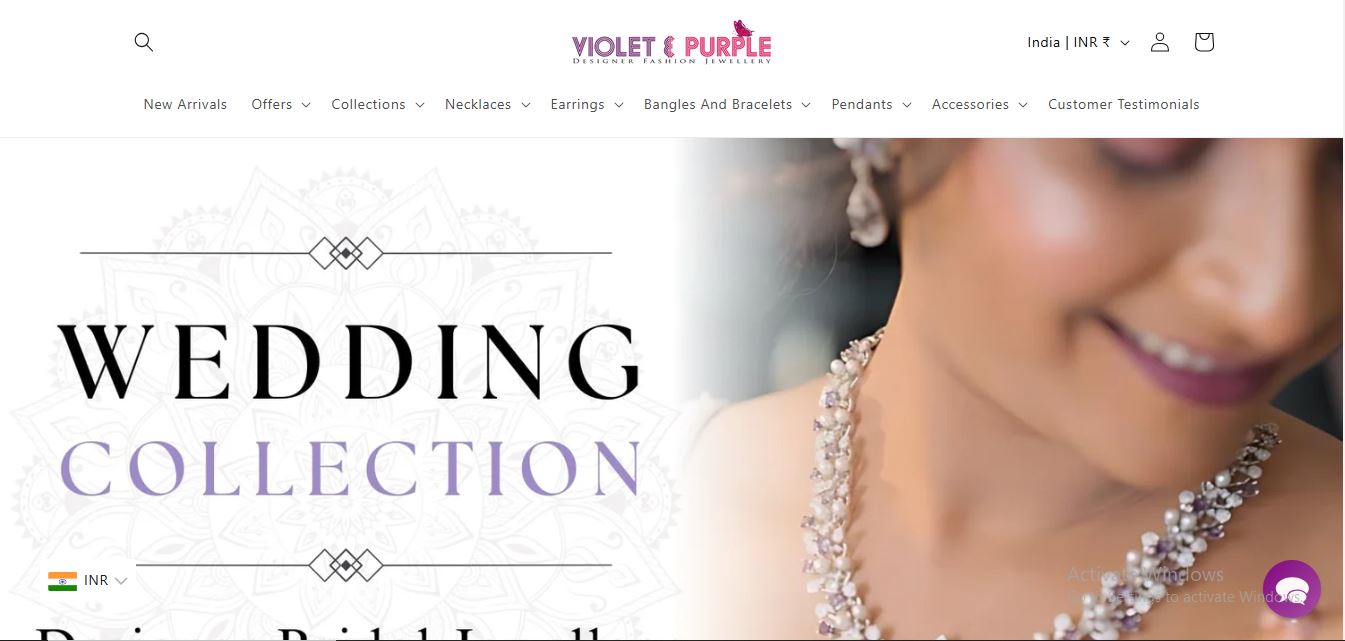 VIOLET & PURPLE
DESIGNER FASHION JEWELLERY
India | INR ₹
New Arrivals Offers Collections Necklaces Earrings Bangles And Bracelets Pendants Accessories Customer Testimonials
WEDDING
COLLECTION
INR
Activate Windows
Go to Settings to activate Windows.